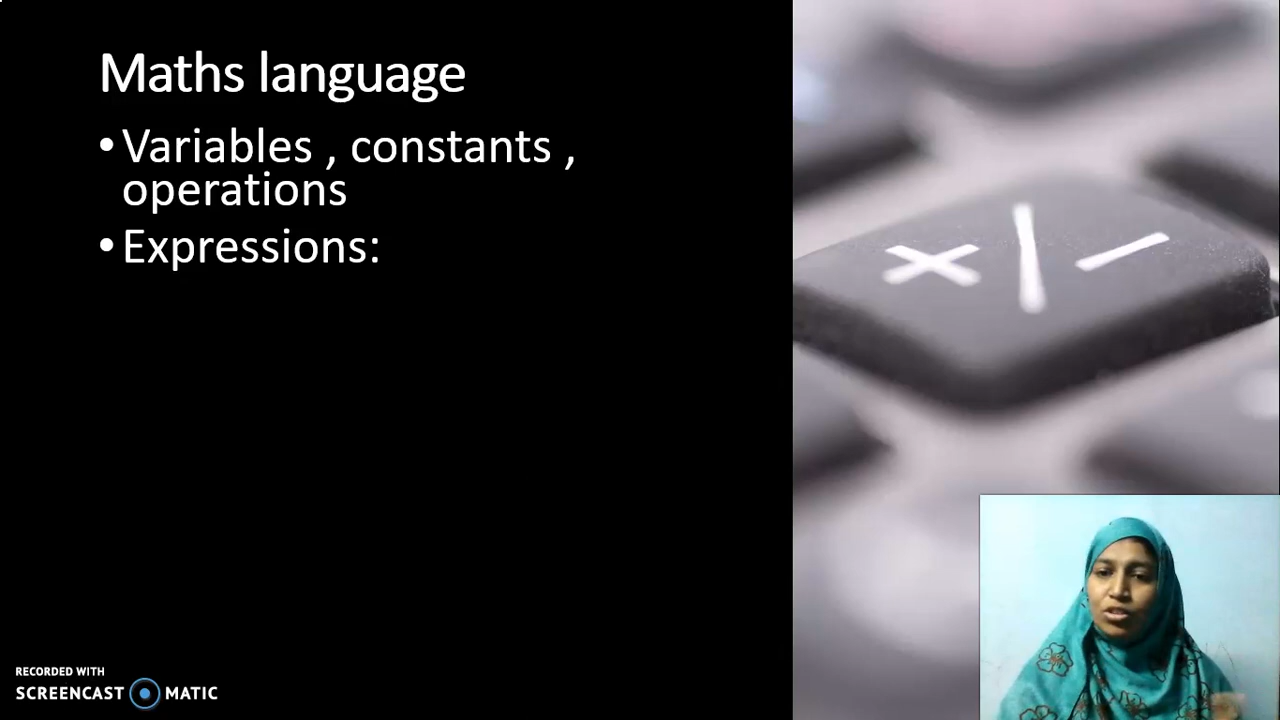 Maths language
•Variables , constants ,
operations
•Expressions:
×/−
RECORDED WITH
SCREENCAST MATIC